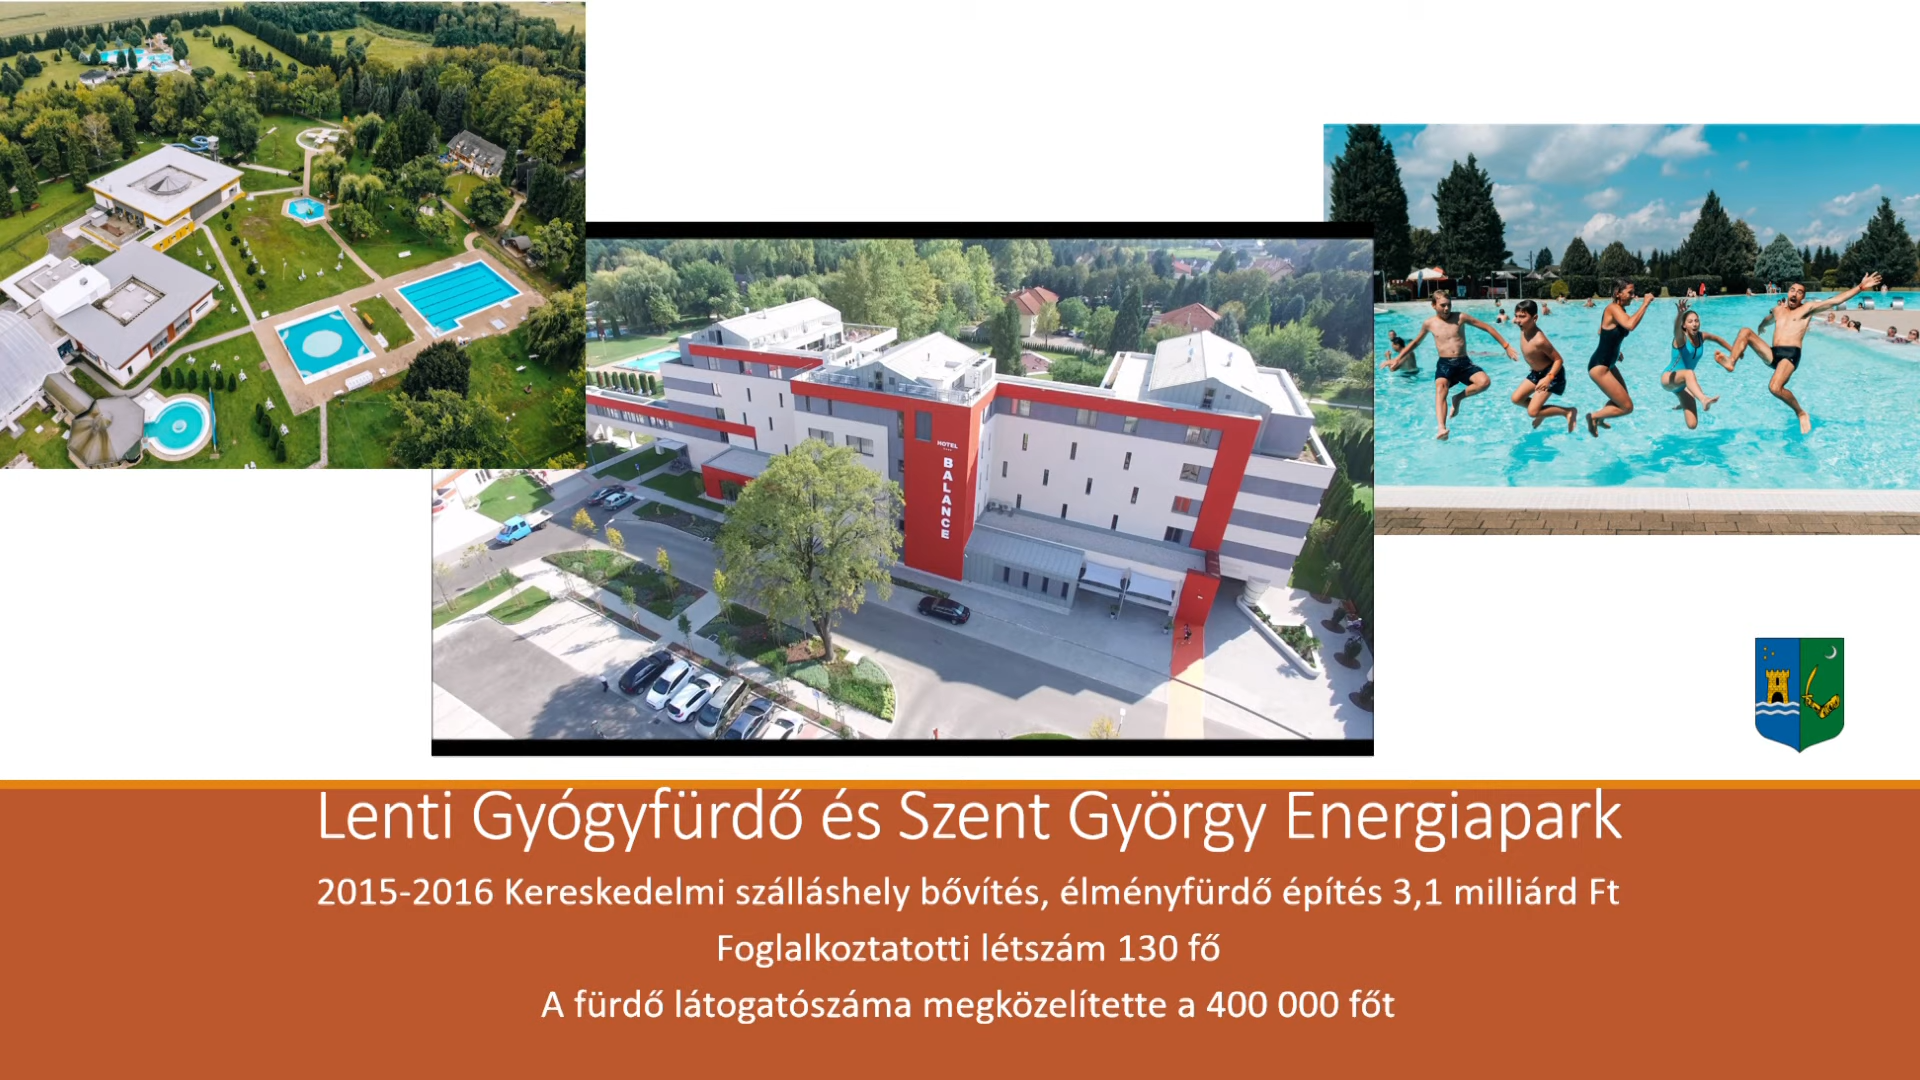 HOTEL
BALANCE
Lenti Gyógyfürdő és Szent György Energiapark
2015-2016 Kereskedelmi szálláshely bővítés, élményfürdő építés 3,1 milliárd Ft
Foglalkoztatotti létszám 130 fő
A fürdő látogatószáma megközelítette a 400 000 főt